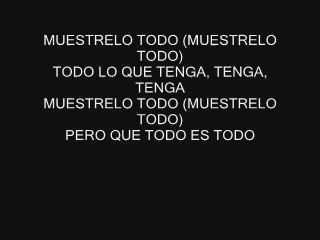 MUESTRELO TODO (MUESTRELO
TODO)
TODO LO QUE TENGA, TENGA,
TENGA
MUESTRELO TODO (MUESTRELO
TODO)
PERO QUE TODO ES TODO